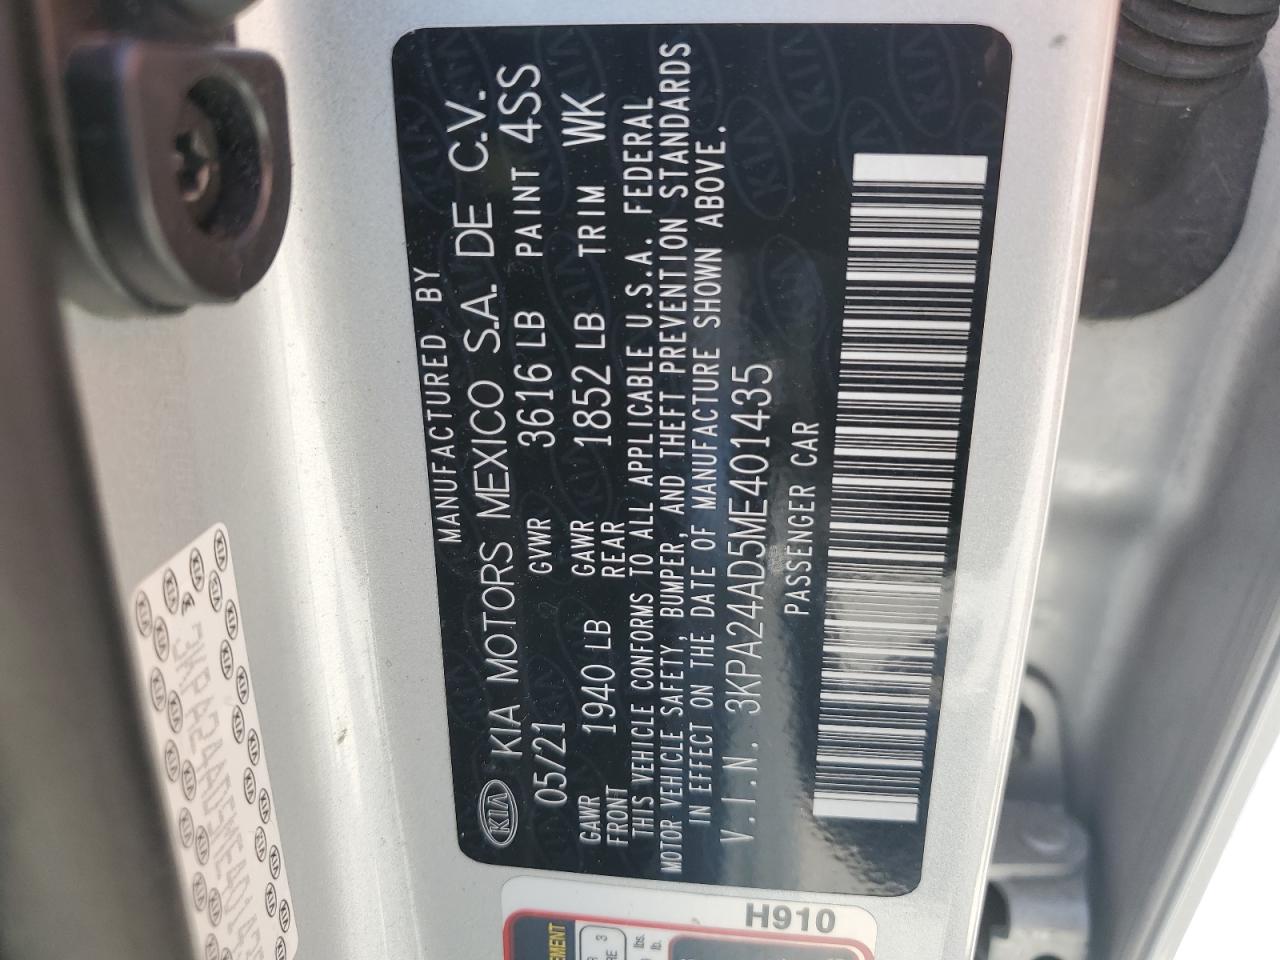 MANUFACTURED BY
KIA KIA MOTORS MEXICO S.A. DE C.V.
05/21 GVWR 3616 LB PAINT 4SS
GAWR FRONT 1940 LB GAWR REAR 1852 LB TRIM WK
THIS VEHICLE CONFORMS TO ALL APPLICABLE U.S.A. FEDERAL
MOTOR VEHICLE SAFETY, BUMPER, AND THEFT PREVENTION STANDARDS
IN EFFECT ON THE DATE OF MANUFACTURE SHOWN ABOVE.
V.I.N. 3KPA24AD5ME401435
PASSENGER CAR
H910